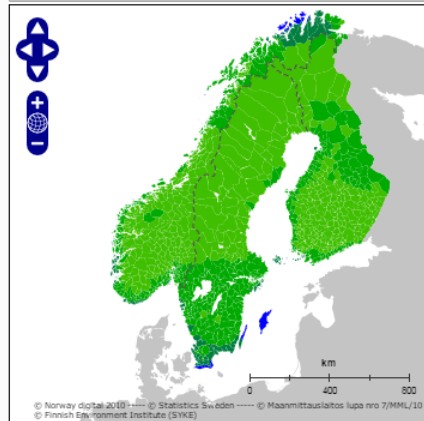 km
0 400 800
© Norway digital 2010 ----- © Statistics Sweden ----- © Maanmittauslaitos lupa nro 7/MML/10
© Finnish Environment Institute (SYKE)